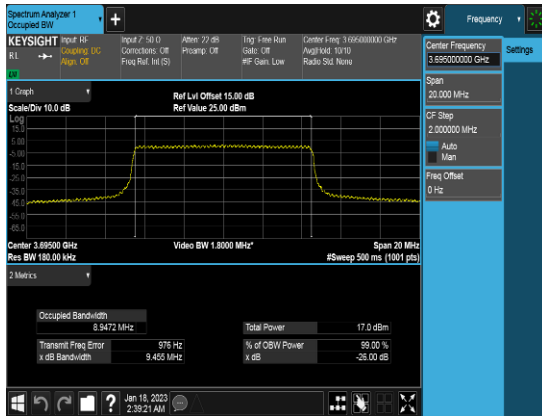 Spectrum Analyzer 1
Occupied BW
+
Frequency
KEYSIGHT
Input: RF
Input Z: 50 Ω
Atten: 22 dB
Trig: Free Run
Center Freq: 3.695000000 GHz
RL
Coupling: DC
Corrections: Off
Preamp: Off
Gate: Off
Avg|Hold: 10/10
Align: Off
Freq Ref: Int (S)
#IF Gain: Low
Radio Std: None
Center Frequency
3.695000000 GHz
Settings
Span
20.000 MHz
CF Step
2.000000 MHz
Auto
Man
Freq Offset
0 Hz
1 Graph
Ref Lvl Offset 15.00 dB
Scale/Div 10.0 dB
Ref Value 25.00 dBm
Log
15.0
5.00
-5.00
-15.0
-25.0
-35.0
-45.0
-55.0
-65.0
Center 3.69500 GHz
Video BW 1.8000 MHz*
Span 20 MHz
Res BW 180.00 kHz
#Sweep 500 ms (1001 pts)
2 Metrics
Occupied Bandwidth
8.9472 MHz
Total Power
17.0 dBm
Transmit Freq Error
976 Hz
% of OBW Power
99.00 %
x dB Bandwidth
9.455 MHz
x dB
-26.00 dB
?
Jan 18, 2023
2:39:21 AM